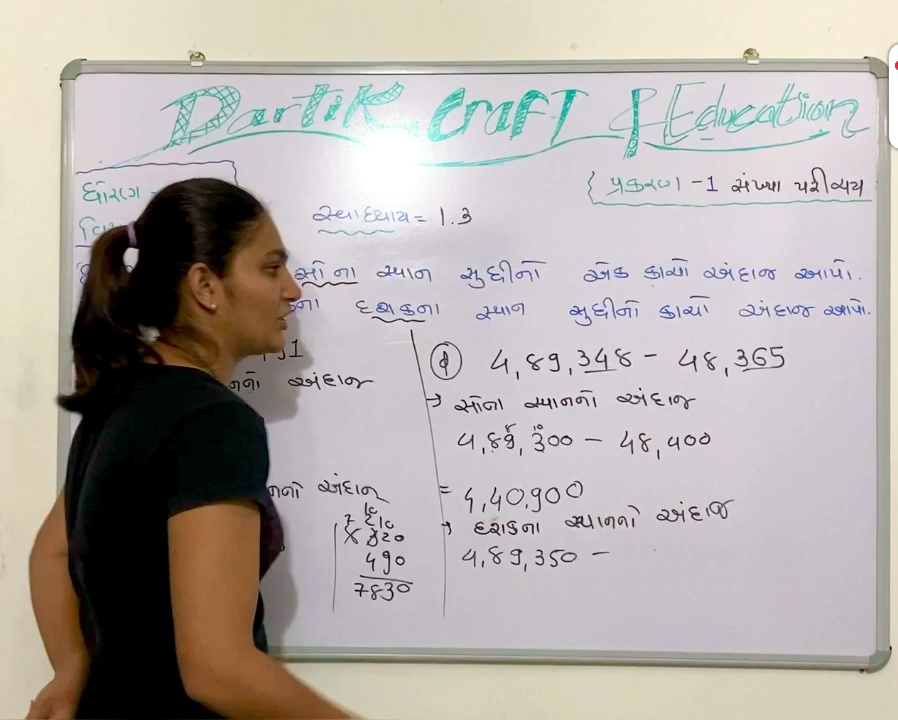 Dartik Craft & Education
ધોરણ -
પ્રકરણ -1 સંખ્યા પરીચય
સ્વાધ્યાય = 1.3
સોના સ્થાન સુધીનો એક કાચો અંદાજ આપો.
દશકના સ્થાન સુધીનો કાચો અંદાજ આપો.
અંદાજ
(d) 4,89,348 - 48,365
→ સોના સ્થાનનો અંદાજ
4,89,300 - 48,400
= 4,40,900
→ દશકના સ્થાનનો અંદાજ
4,89,350 -
અંદાજ
490
7830